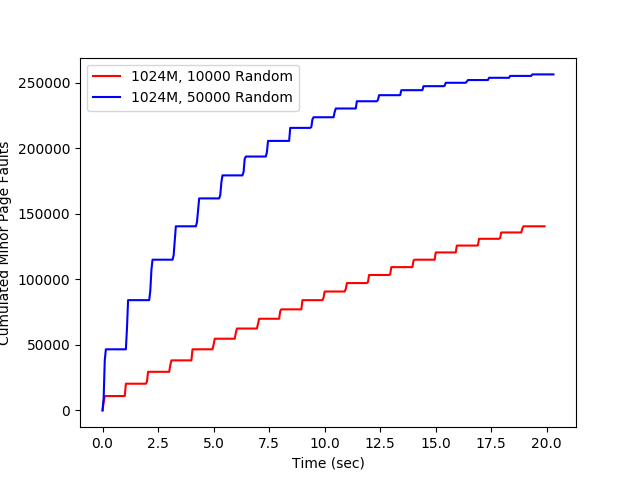 1024M, 10000 Random
1024M, 50000 Random
250000
200000
150000
100000
50000
0
Cumulated Minor Page Faults
0.0 2.5 5.0 7.5 10.0 12.5 15.0 17.5 20.0
Time (sec)